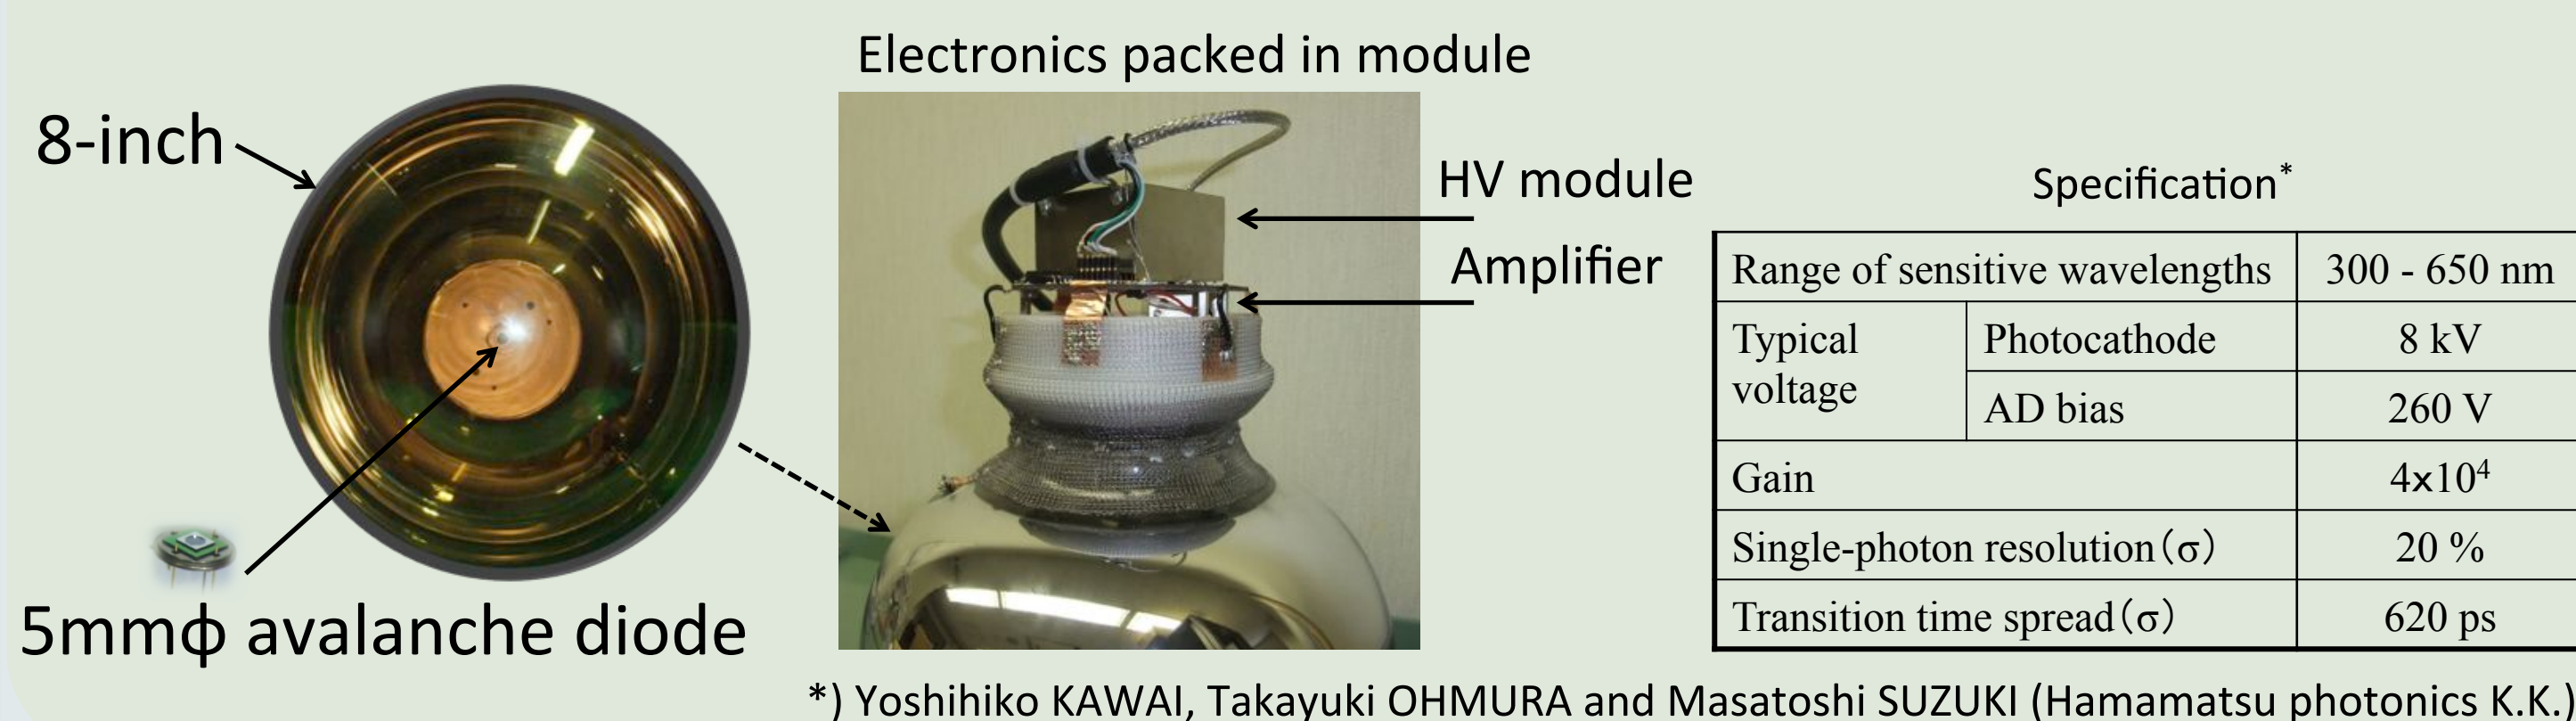 Electronics packed in module
8-inch
HV module
Amplifier
5mmϕ avalanche diode
Specification*
Range of sensitive wavelengths 300 - 650 nm
Typical voltage Photocathode 8 kV
AD bias 260 V
Gain 4x10⁴
Single-photon resolution(σ) 20 %
Transition time spread(σ) 620 ps
*) Yoshihiko KAWAI, Takayuki OHMURA and Masatoshi SUZUKI (Hamamatsu photonics K.K.)